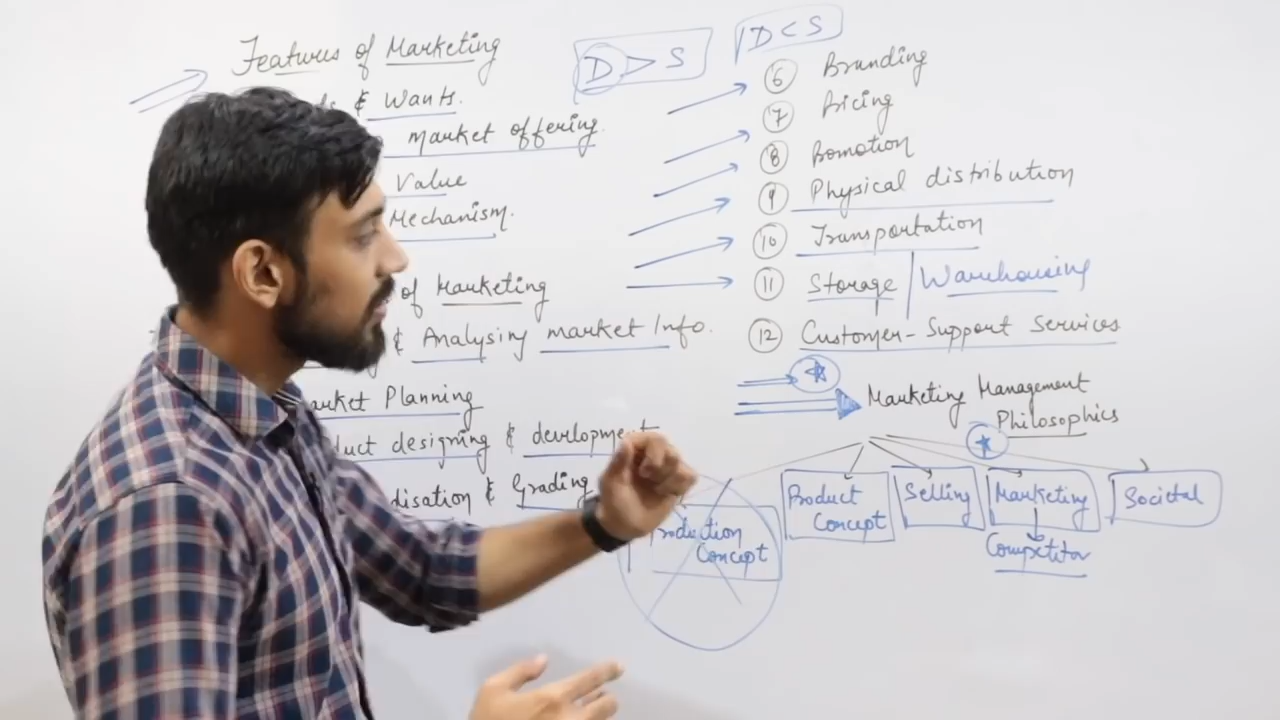 Features of Marketing
& Wants.
Market offering.
Value
Mechanism.
of Marketing
& Analysing market Info.
Market Planning
designing & development
& Grading
D > S
D < S
6 Branding
7 Pricing
8 Promotion
9 Physical distribution
10 Transportation
11 Storage | Warehousing
12 Customer-Support Services
Marketing Management
Philosophies
Production
Concept
Product
Concept
Selling
Marketing
Competitor
Societal